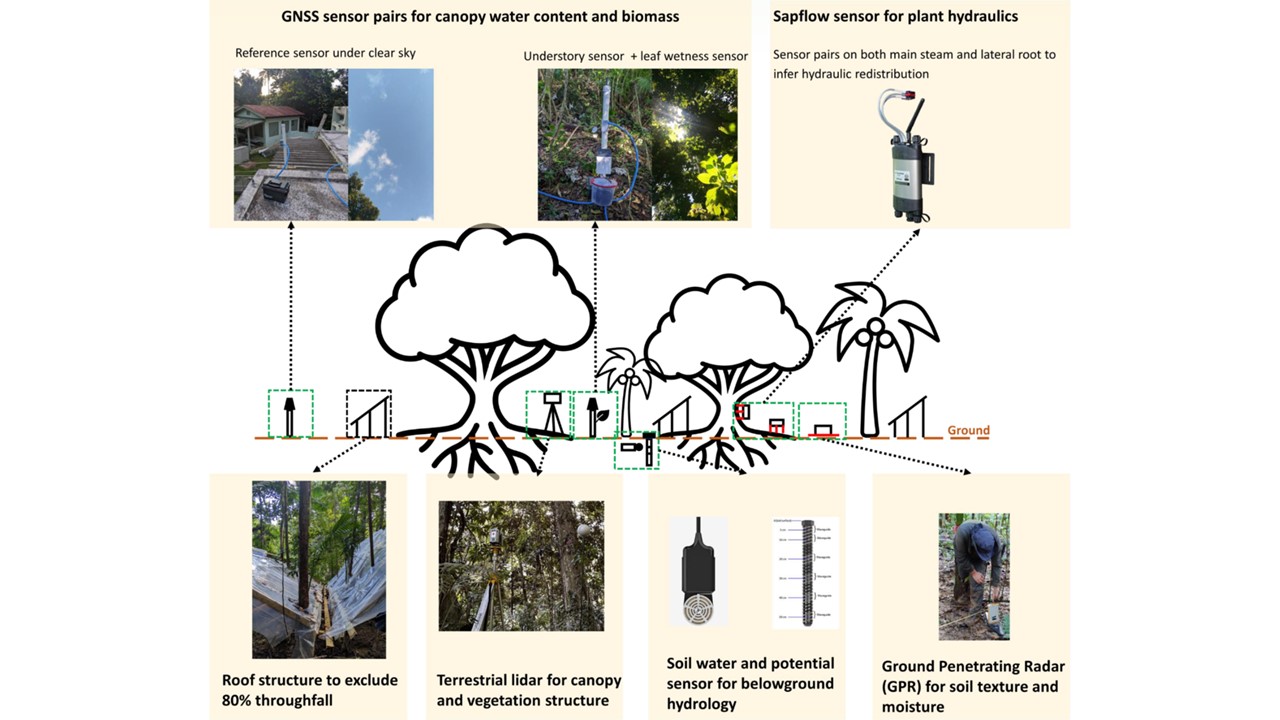 GNSS sensor pairs for canopy water content and biomass
Reference sensor under clear sky
Understory sensor + leaf wetness sensor
Sapflow sensor for plant hydraulics
Sensor pairs on both main steam and lateral root to
infer hydraulic redistribution
Ground
Roof structure to exclude
80% throughfall
Terrestrial lidar for canopy
and vegetation structure
Soil water and potential
sensor for belowground
hydrology
Ground Penetrating Radar
(GPR) for soil texture and
moisture